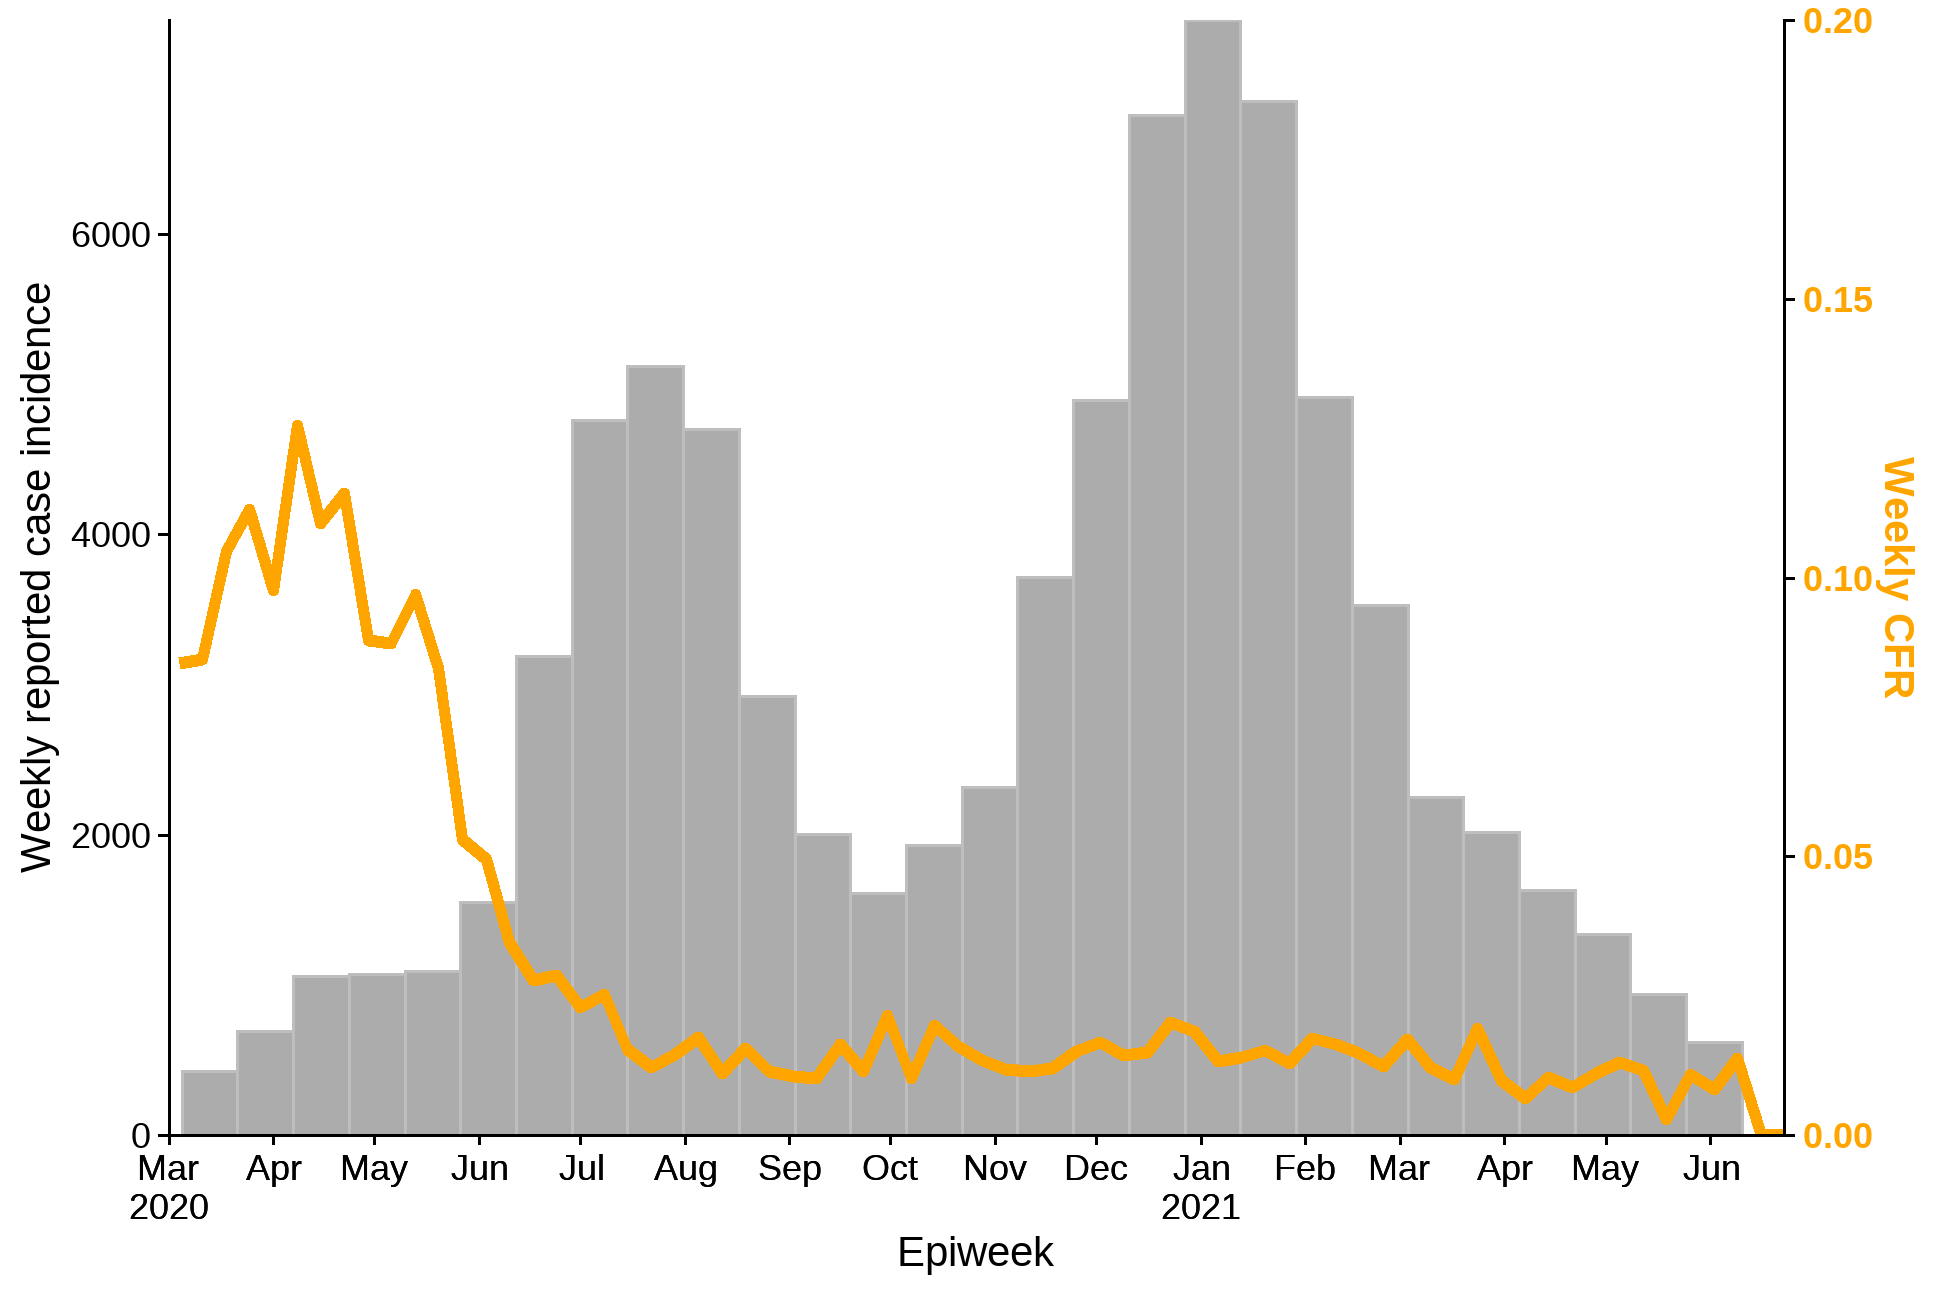 Weekly reported case incidence
6000
4000
2000
0
0.20
0.15
0.10
0.05
0.00
Weekly CFR
Mar Apr May Jun Jul Aug Sep Oct Nov Dec Jan Feb Mar Apr May Jun
2020 2021
Epiweek